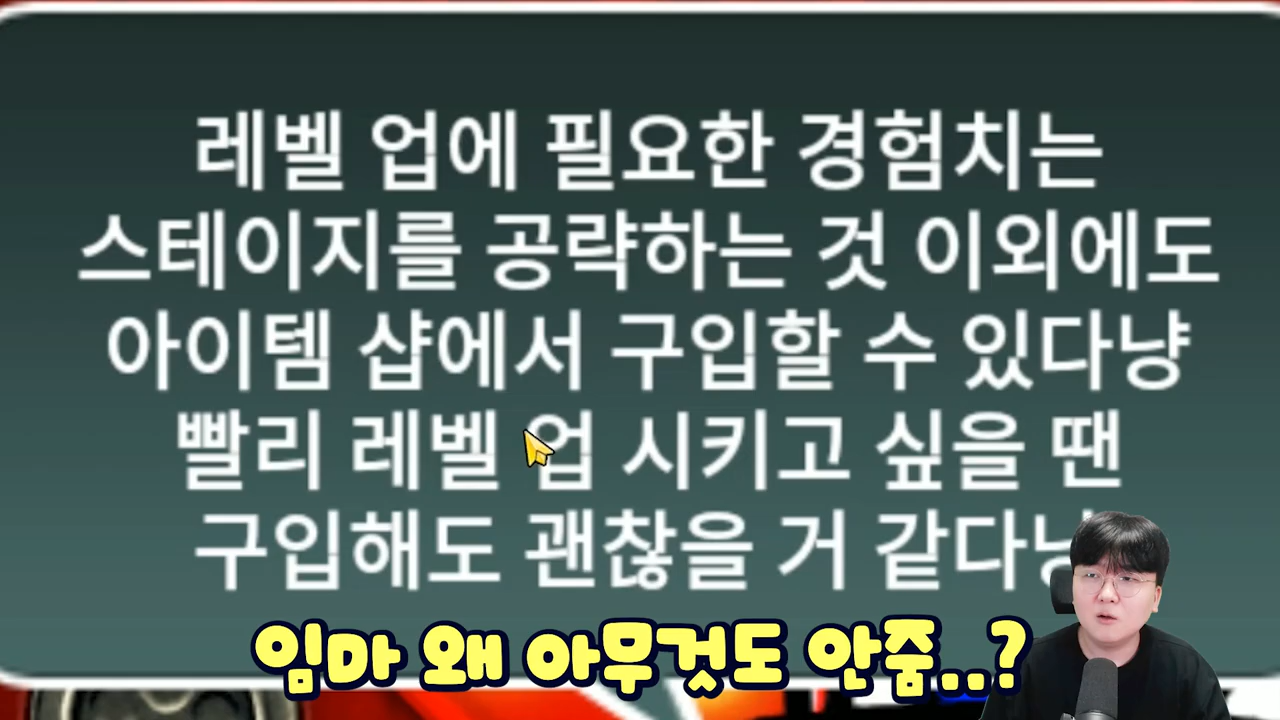 레벨 업에 필요한 경험치는
스테이지를 공략하는 것 이외에도
아이템 샵에서 구입할 수 있다냥
빨리 레벨 업 시키고 싶을 땐
구입해도 괜찮을 거 같다냥
임마 왜 아무것도 안줌..?